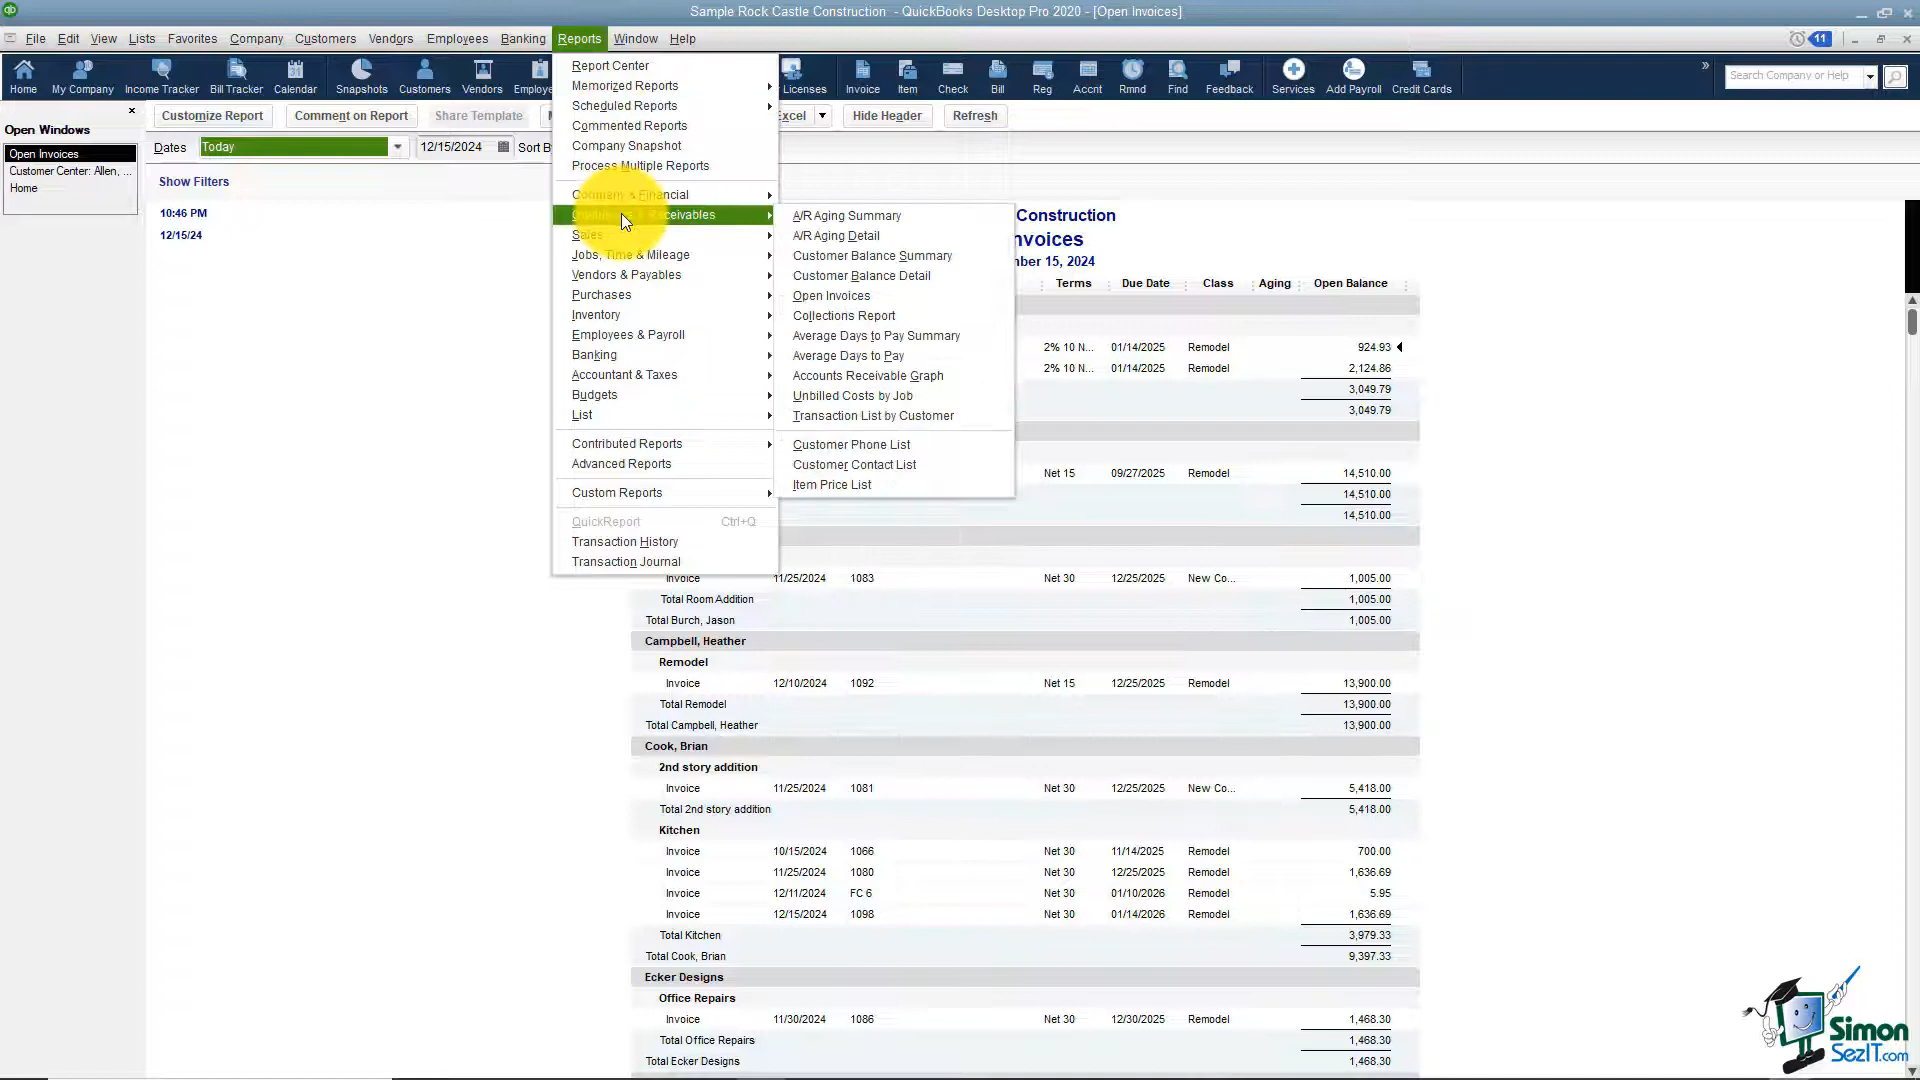 Sample Rock Castle Construction - QuickBooks Desktop Pro 2020 - [Open Invoices]
File Edit View Lists Favorites Company Customers Vendors Employees Banking Reports Window Help
11
Home My Company Income Tracker Bill Tracker Calendar Snapshots Customers Vendors Licenses Invoice Item Check Bill Reg Accnt Rmnd Find Feedback Services Add Payroll Credit Cards
Search Company or Help
Customize Report Comment on Report Share Template Hide Header Refresh
Dates Today 12/15/2024
Open Windows
Open Invoices
Customer Center: Allen, ...
Home
Show Filters
10:46 PM
12/15/24
Report Center
Memorized Reports
Scheduled Reports
Commented Reports
Company Snapshot
Process Multiple Reports
Company & Financial
Sales
Jobs, Time & Mileage
Vendors & Payables
Purchases
Inventory
Employees & Payroll
Banking
Accountant & Taxes
Budgets
List
Contributed Reports
Advanced Reports
Custom Reports
QuickReport Ctrl+Q
Transaction History
Transaction Journal
A/R Aging Summary
A/R Aging Detail
Customer Balance Summary
Customer Balance Detail
Open Invoices
Collections Report
Average Days to Pay Summary
Average Days to Pay
Accounts Receivable Graph
Unbilled Costs by Job
Transaction List by Customer
Customer Phone List
Customer Contact List
Item Price List
Construction
15, 2024
Terms Due Date Class Aging Open Balance
2% 10 N... 01/14/2025 Remodel 924.93
2% 10 N... 01/14/2025 Remodel 2,124.86
3,049.79
3,049.79
Net 15 09/27/2025 Remodel 14,510.00
14,510.00
14,510.00
Invoice 11/25/2024 1083 Net 30 12/25/2025 New Co... 1,005.00
Total Room Addition 1,005.00
Total Burch, Jason 1,005.00
Campbell, Heather
Remodel
Invoice 12/10/2024 1092 Net 15 12/25/2025 Remodel 13,900.00
Total Remodel 13,900.00
Total Campbell, Heather 13,900.00
Cook, Brian
2nd story addition
Invoice 11/25/2024 1081 Net 30 12/25/2025 New Co... 5,418.00
Total 2nd story addition 5,418.00
Kitchen
Invoice 10/15/2024 1066 Net 30 11/14/2025 Remodel 700.00
Invoice 11/25/2024 1080 Net 30 12/25/2025 Remodel 1,636.69
Invoice 12/11/2024 FC 6 Net 30 01/10/2026 Remodel 5.95
Invoice 12/15/2024 1098 Net 30 01/14/2026 Remodel 1,636.69
Total Kitchen 3,979.33
Total Cook, Brian 9,397.33
Ecker Designs
Office Repairs
Invoice 11/30/2024 1086 Net 30 12/30/2025 Remodel 1,468.30
Total Office Repairs 1,468.30
Total Ecker Designs 1,468.30
Simon
SezIT.com